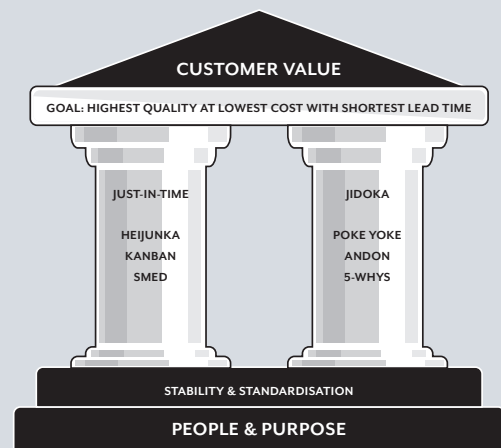 CUSTOMER VALUE
GOAL: HIGHEST QUALITY AT LOWEST COST WITH SHORTEST LEAD TIME
JUST-IN-TIME
HEIJUNKA
KANBAN
SMED
JIDOKA
POKE YOKE
ANDON
5-WHYS
STABILITY & STANDARDISATION
PEOPLE & PURPOSE